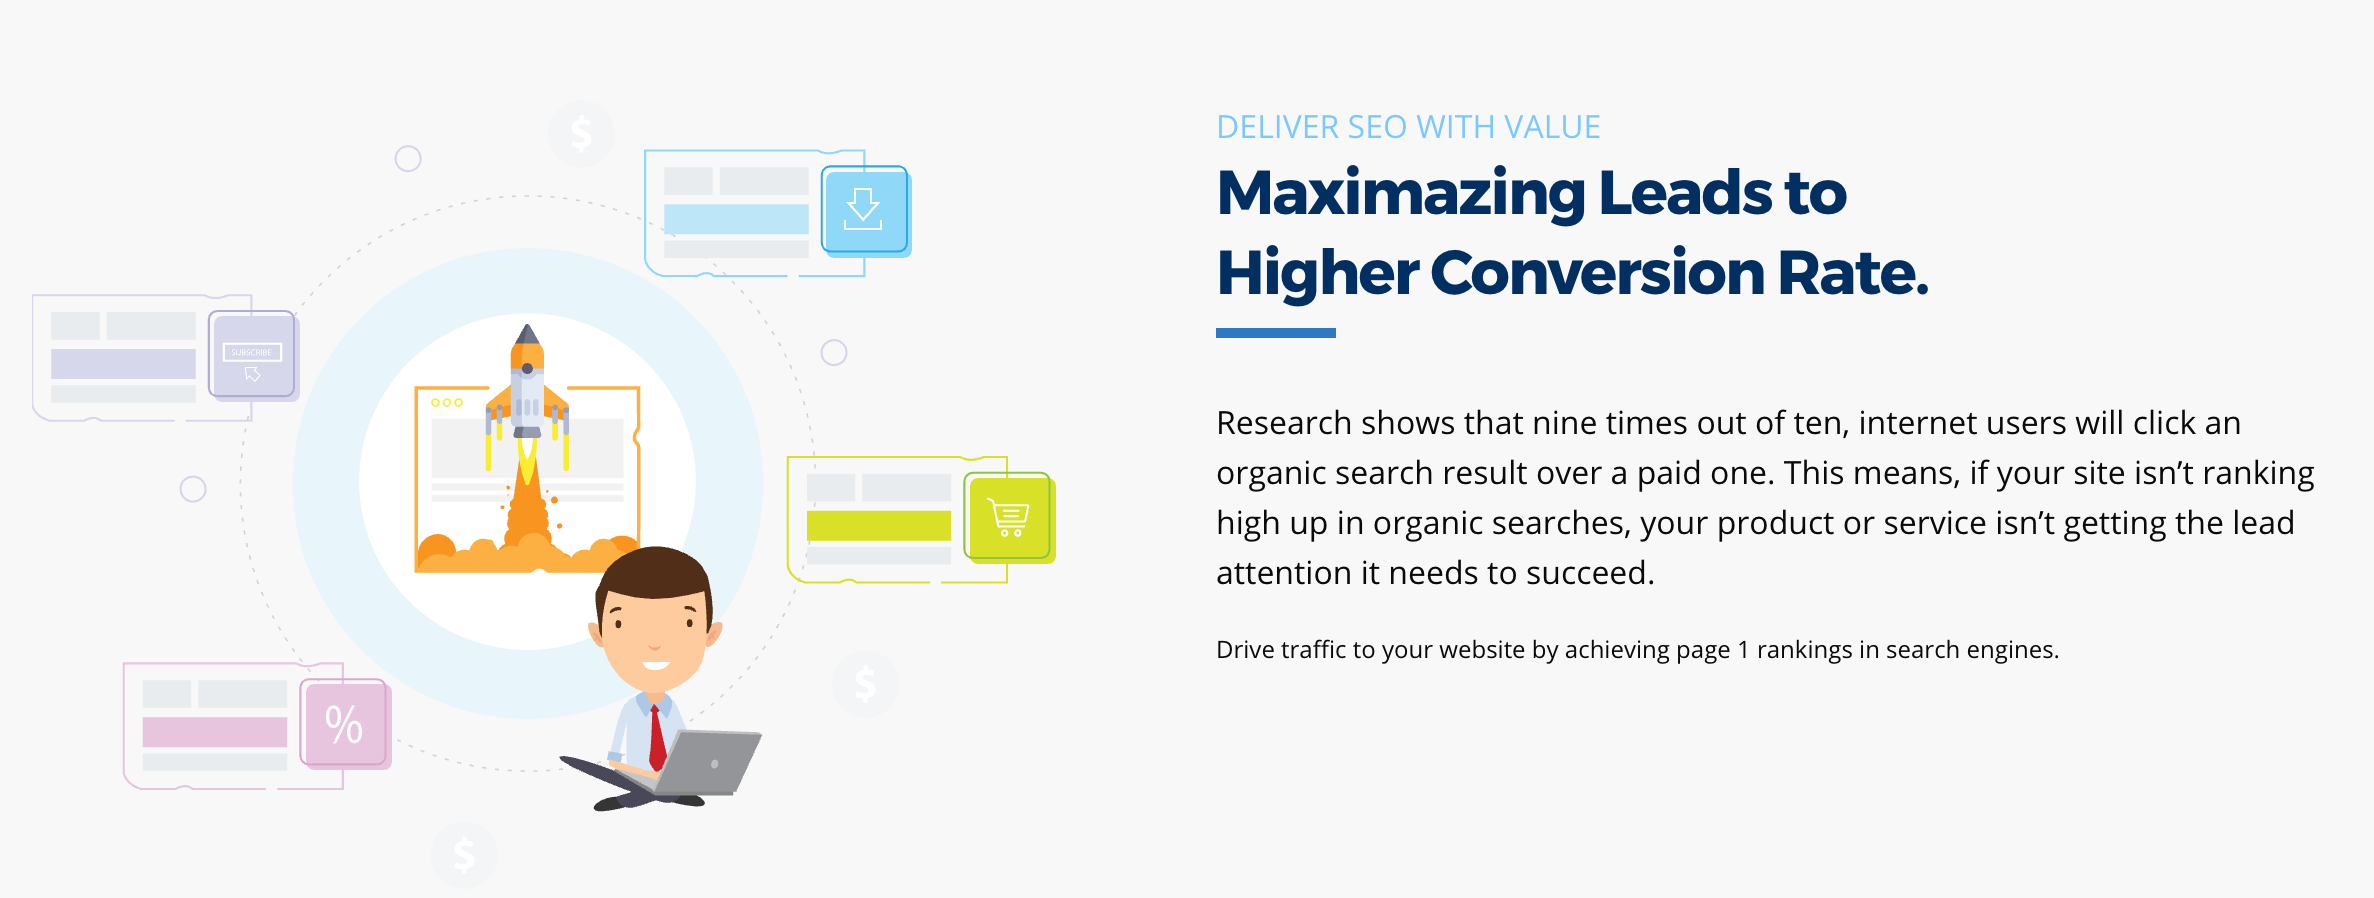 DELIVER SEO WITH VALUE
Maximazing Leads to
Higher Conversion Rate.
Research shows that nine times out of ten, internet users will click an
organic search result over a paid one. This means, if your site isn’t ranking
high up in organic searches, your product or service isn’t getting the lead
attention it needs to succeed.
Drive traffic to your website by achieving page 1 rankings in search engines.
$
SUBSCRIBE
%
$
$